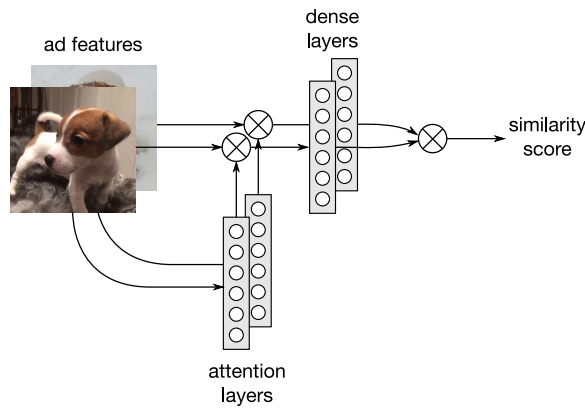 ad features
dense
layers
similarity
score
attention
layers